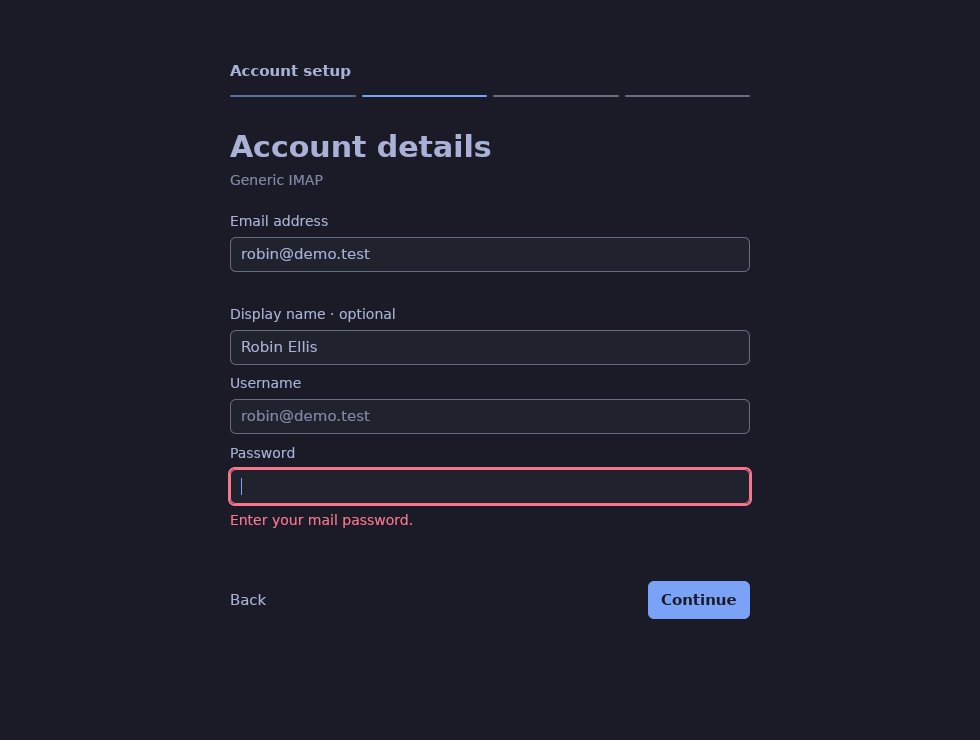 Account setup
Account details
Generic IMAP
Email address
robin@demo.test
Display name · optional
Robin Ellis
Username
robin@demo.test
Password
Enter your mail password.
Back
Continue